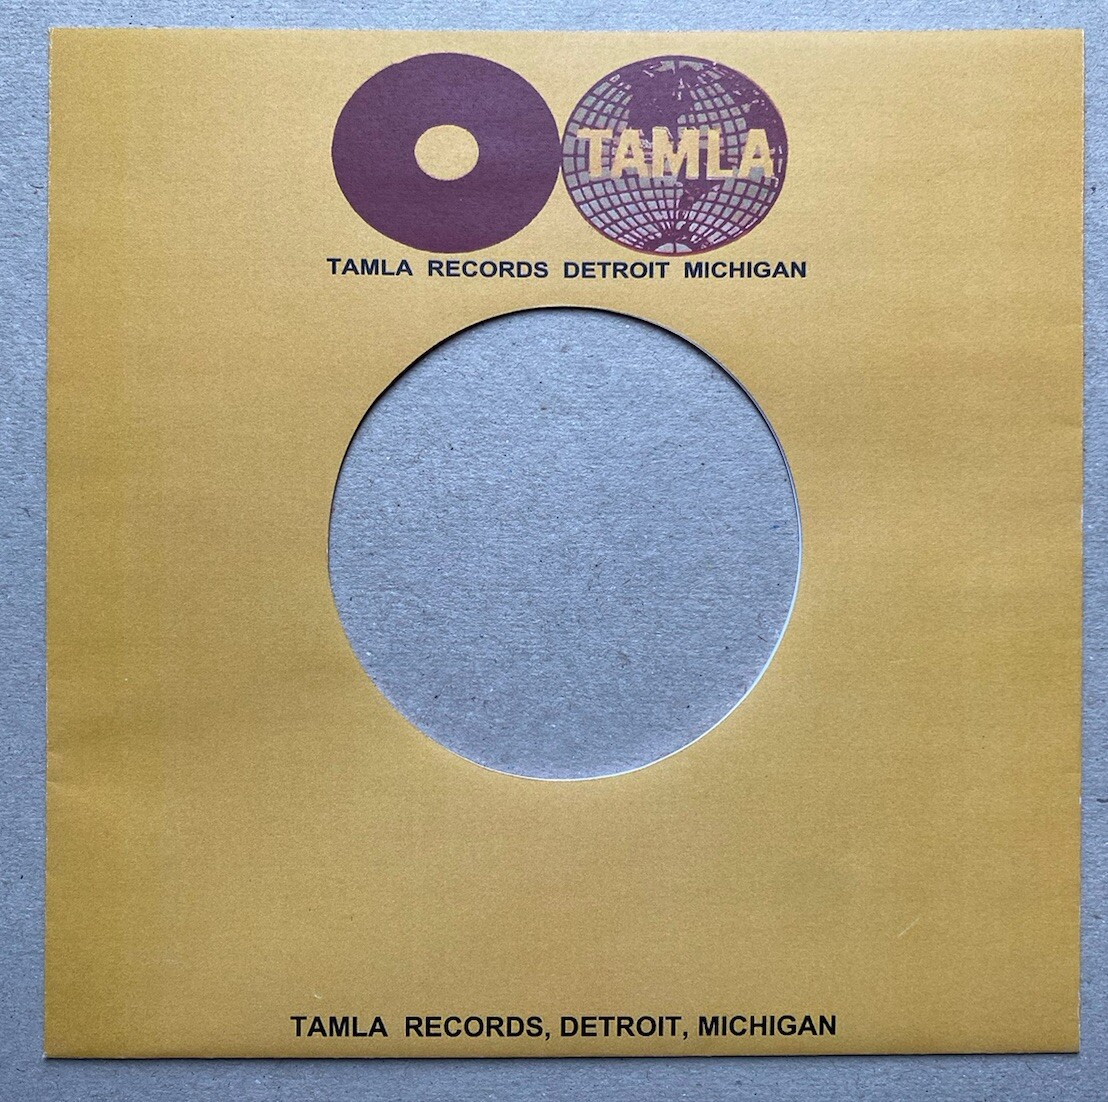 TAMLA
TAMLA RECORDS DETROIT MICHIGAN
TAMLA RECORDS, DETROIT, MICHIGAN